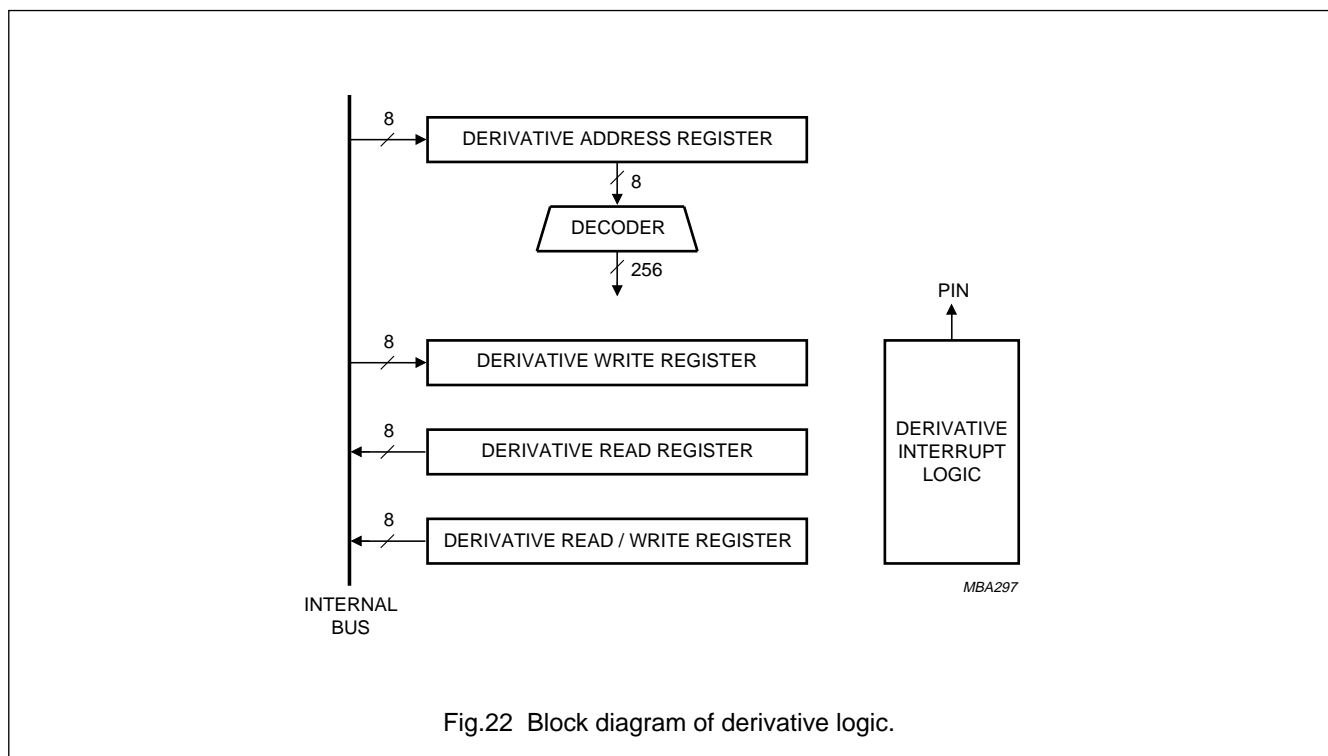 8
DERIVATIVE ADDRESS REGISTER
8
DECODER
256
PIN
8
DERIVATIVE WRITE REGISTER
8
DERIVATIVE READ REGISTER
DERIVATIVE
INTERRUPT
LOGIC
8
DERIVATIVE READ / WRITE REGISTER
MBA297
INTERNAL
BUS
Fig.22 Block diagram of derivative logic.